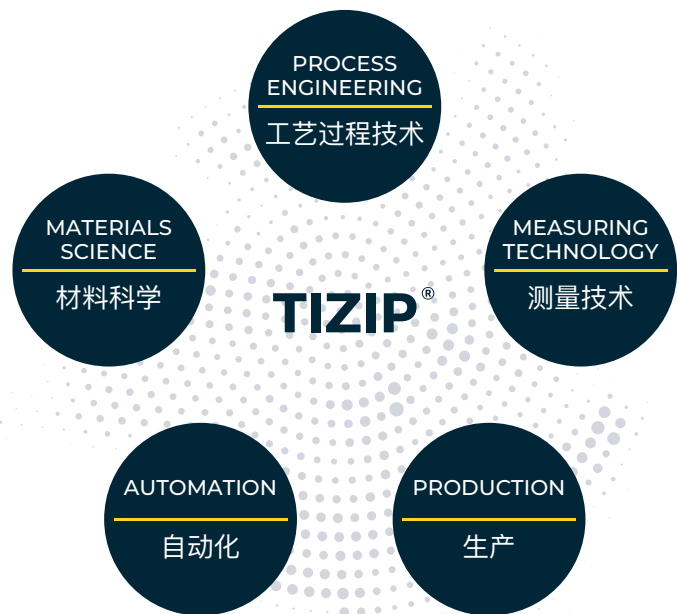 PROCESS
ENGINEERING
工艺过程技术
MATERIALS
SCIENCE
材料科学
MEASURING
TECHNOLOGY
测量技术
TIZIP®
AUTOMATION
自动化
PRODUCTION
生产